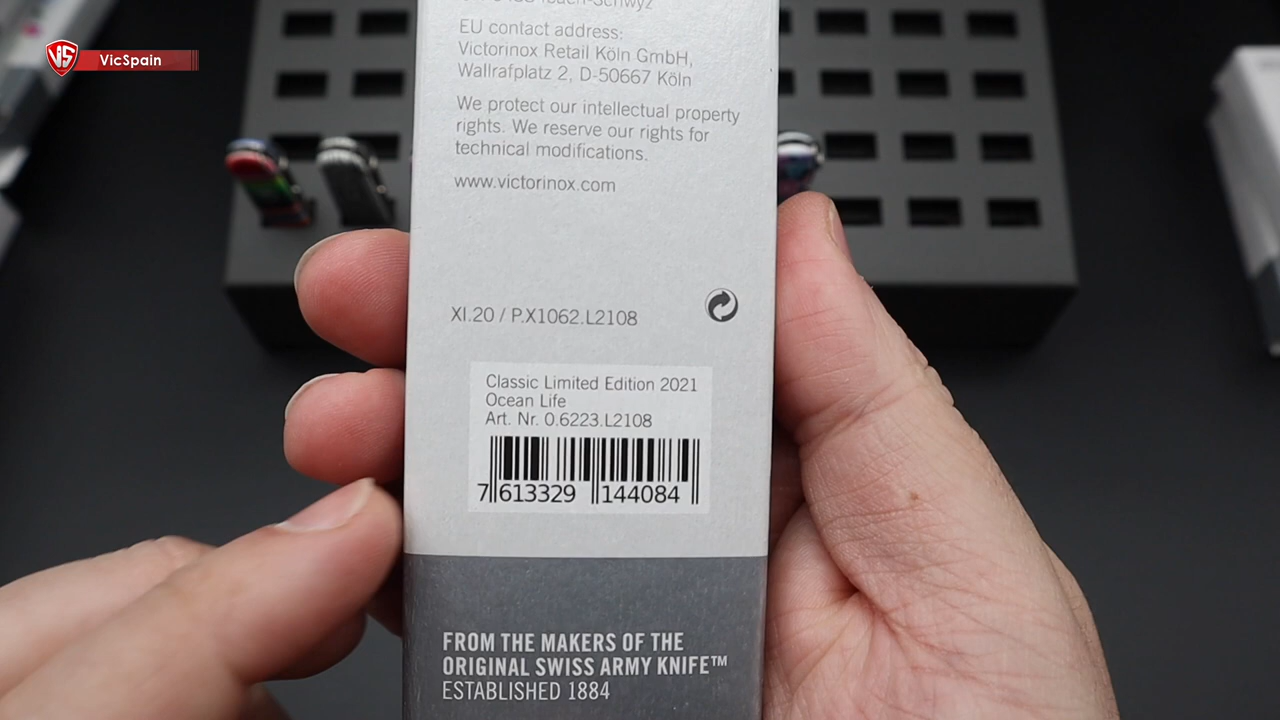 VS VicSpain
EU contact address:
Victorinox Retail Köln GmbH,
Wallrafplatz 2, D-50667 Köln
We protect our intellectual property
rights. We reserve our rights for
technical modifications.
www.victorinox.com
XI.20 / P.X1062.L2108
Classic Limited Edition 2021
Ocean Life
Art. Nr. 0.6223.L2108
7 613329 144084
FROM THE MAKERS OF THE
ORIGINAL SWISS ARMY KNIFE™
ESTABLISHED 1884